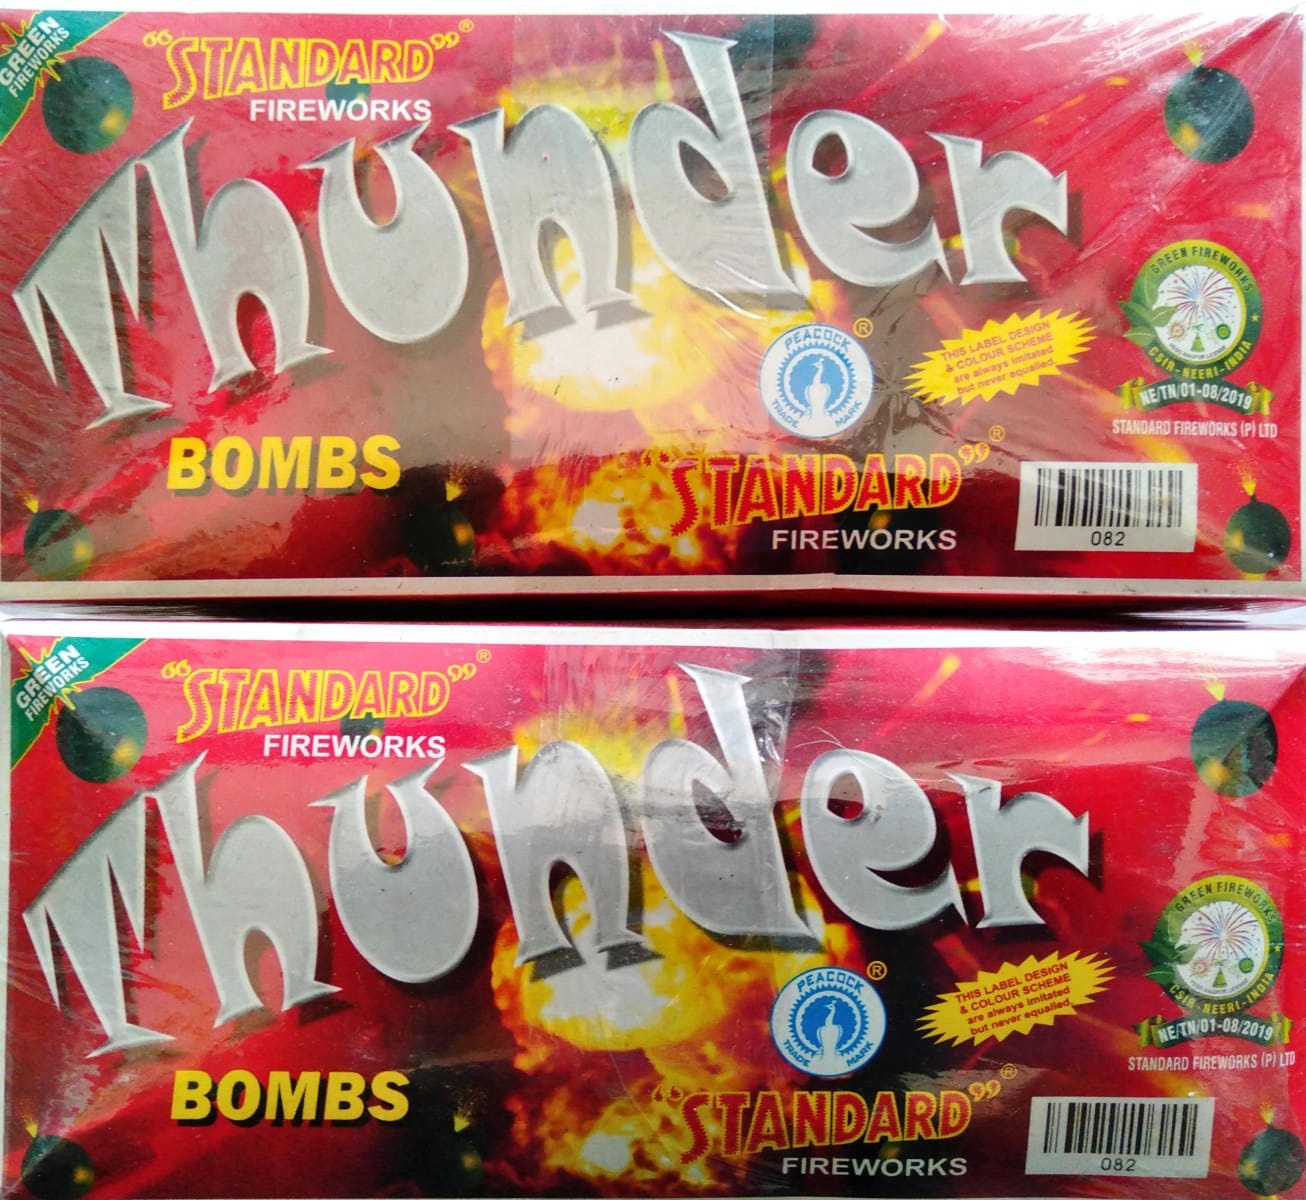 GREEN
FIREWORKS
"STANDARD"®
FIREWORKS
Thunder
BOMBS
PEACOCK ®
TRADE MARK
THIS LABEL DESIGN
& COLOUR SCHEME
are always imitated
but never equalled.
GREEN FIREWORKS
CSIR-NEERI-INDIA
NE/TN/01-08/2019
STANDARD FIREWORKS (P) LTD
"STANDARD"®
FIREWORKS
082
GREEN
FIREWORKS
"STANDARD"®
FIREWORKS
Thunder
BOMBS
PEACOCK ®
TRADE MARK
THIS LABEL DESIGN
& COLOUR SCHEME
are always imitated
but never equalled.
GREEN FIREWORKS
CSIR-NEERI-INDIA
NE/TN/01-08/2019
STANDARD FIREWORKS (P) LTD
"STANDARD"®
FIREWORKS
082